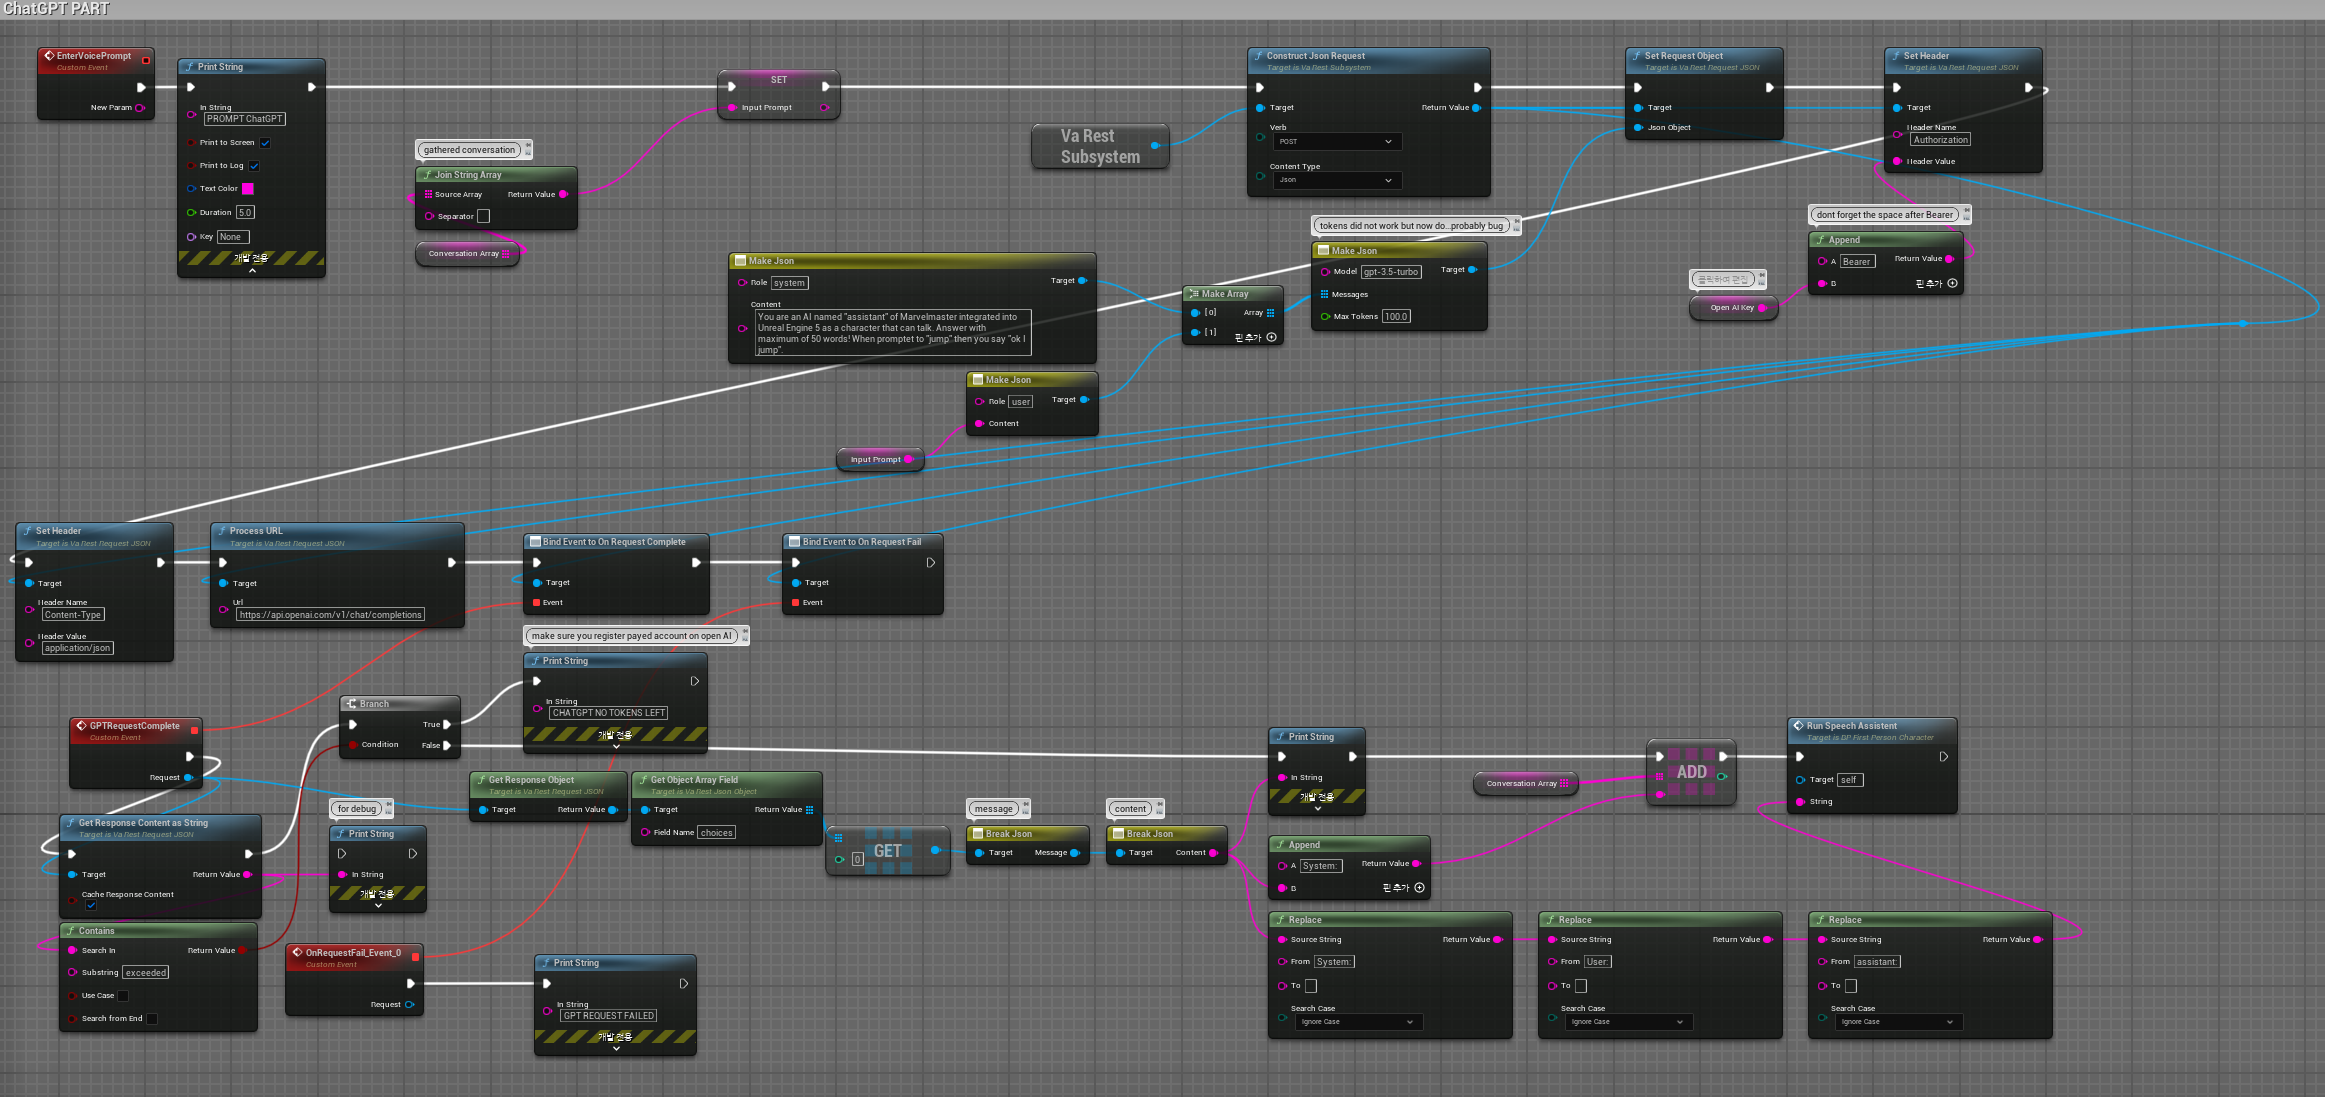 ChatGPT PART
EnterVoicePrompt
Custom Event
New Param
Print String
In String
PROMPT ChatGPT
Print to Screen
Print to Log
Text Color
Duration 5.0
Key None
개발 전용
gathered conversation
Join String Array
Source Array Return Value
Separator
Conversation Array
SET
Input Prompt
Va Rest
Subsystem
Construct Json Request
Target is Va Rest Subsystem
Target Return Value
Verb
POST
Content Type
Json
Set Request Object
Target is Va Rest Request JSON
Target
Json Object
Set Header
Target is Va Rest Request JSON
Target
Header Name
Authorization
Header Value
dont forget the space after Bearer
Append
A Bearer Return Value
B 핀 추가
클릭하여 편집
Open AI Key
tokens did not work but now do...probably bug
Make Json
Model gpt-3.5-turbo Target
Messages
Max Tokens 100.0
Make Json
Role system Target
Content
You are an AI named "assistant" of Marvelmaster integrated into
Unreal Engine 5 as a character that can talk. Answer with
maximum of 50 words! When promptet to "jump" then you say "ok I
jump".
Make Array
[0] Array
[1]
핀 추가
Make Json
Role user Target
Content
Input Prompt
Set Header
Target is Va Rest Request JSON
Target
Header Name
Content-Type
Header Value
application/json
Process URL
Target is Va Rest Request JSON
Target
Url
https://api.openai.com/v1/chat/completions
Bind Event to On Request Complete
Target
Event
Bind Event to On Request Fail
Target
Event
make sure you register payed account on open AI
Print String
In String
CHATGPT NO TOKENS LEFT
개발 전용
Branch
True
Condition False
GPTRequestComplete
Custom Event
Request
Get Response Content as String
Target is Va Rest Request JSON
Target Return Value
Cache Response Content
Contains
Search In Return Value
Substring exceeded
Use Case
Search from End
for debug
Print String
In String
개발 전용
Get Response Object
Target is Va Rest Request JSON
Target Return Value
Get Object Array Field
Target is Va Rest Json Object
Target Return Value
Field Name choices
0 GET
message
Break Json
Target Message
content
Break Json
Target Content
OnRequestFail_Event_0
Custom Event
Request
Print String
In String
GPT REQUEST FAILED
개발 전용
Print String
In String
개발 전용
Append
A System: Return Value
B 핀 추가
Conversation Array
ADD
Run Speech Assistent
Target is DP First Person Character
Target self
String
Replace
Source String Return Value
From System:
To
Search Case
Ignore Case
Replace
Source String Return Value
From User:
To
Search Case
Ignore Case
Replace
Source String Return Value
From assistant:
To
Search Case
Ignore Case